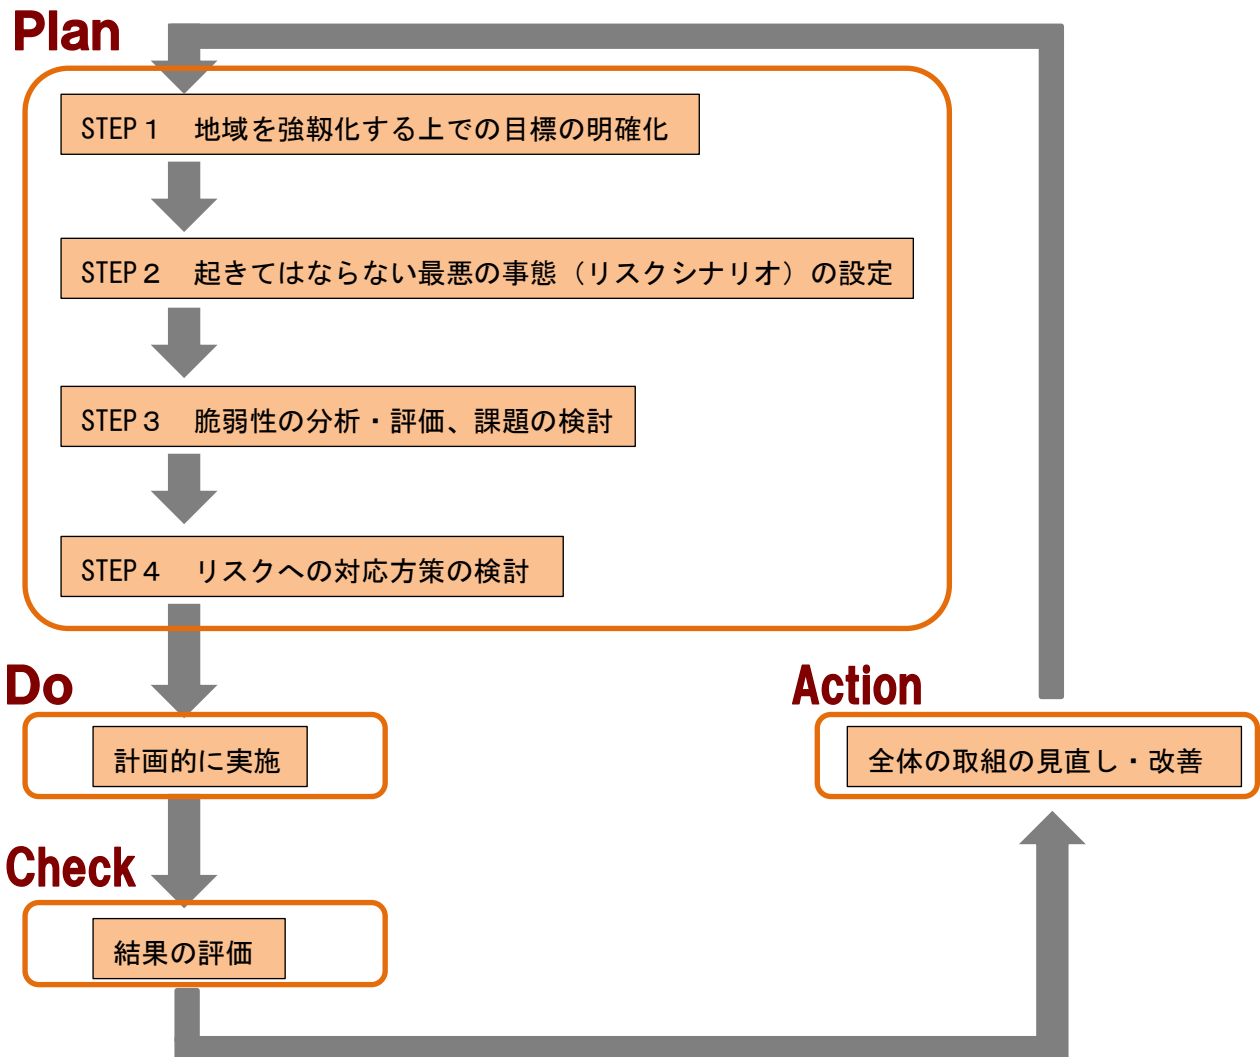 Plan
STEP１　地域を強靱化する上での目標の明確化
STEP２　起きてはならない最悪の事態（リスクシナリオ）の設定
STEP３　脆弱性の分析・評価、課題の検討
STEP４　リスクへの対応方策の検討
Do
計画的に実施
Action
全体の取組の見直し・改善
Check
結果の評価